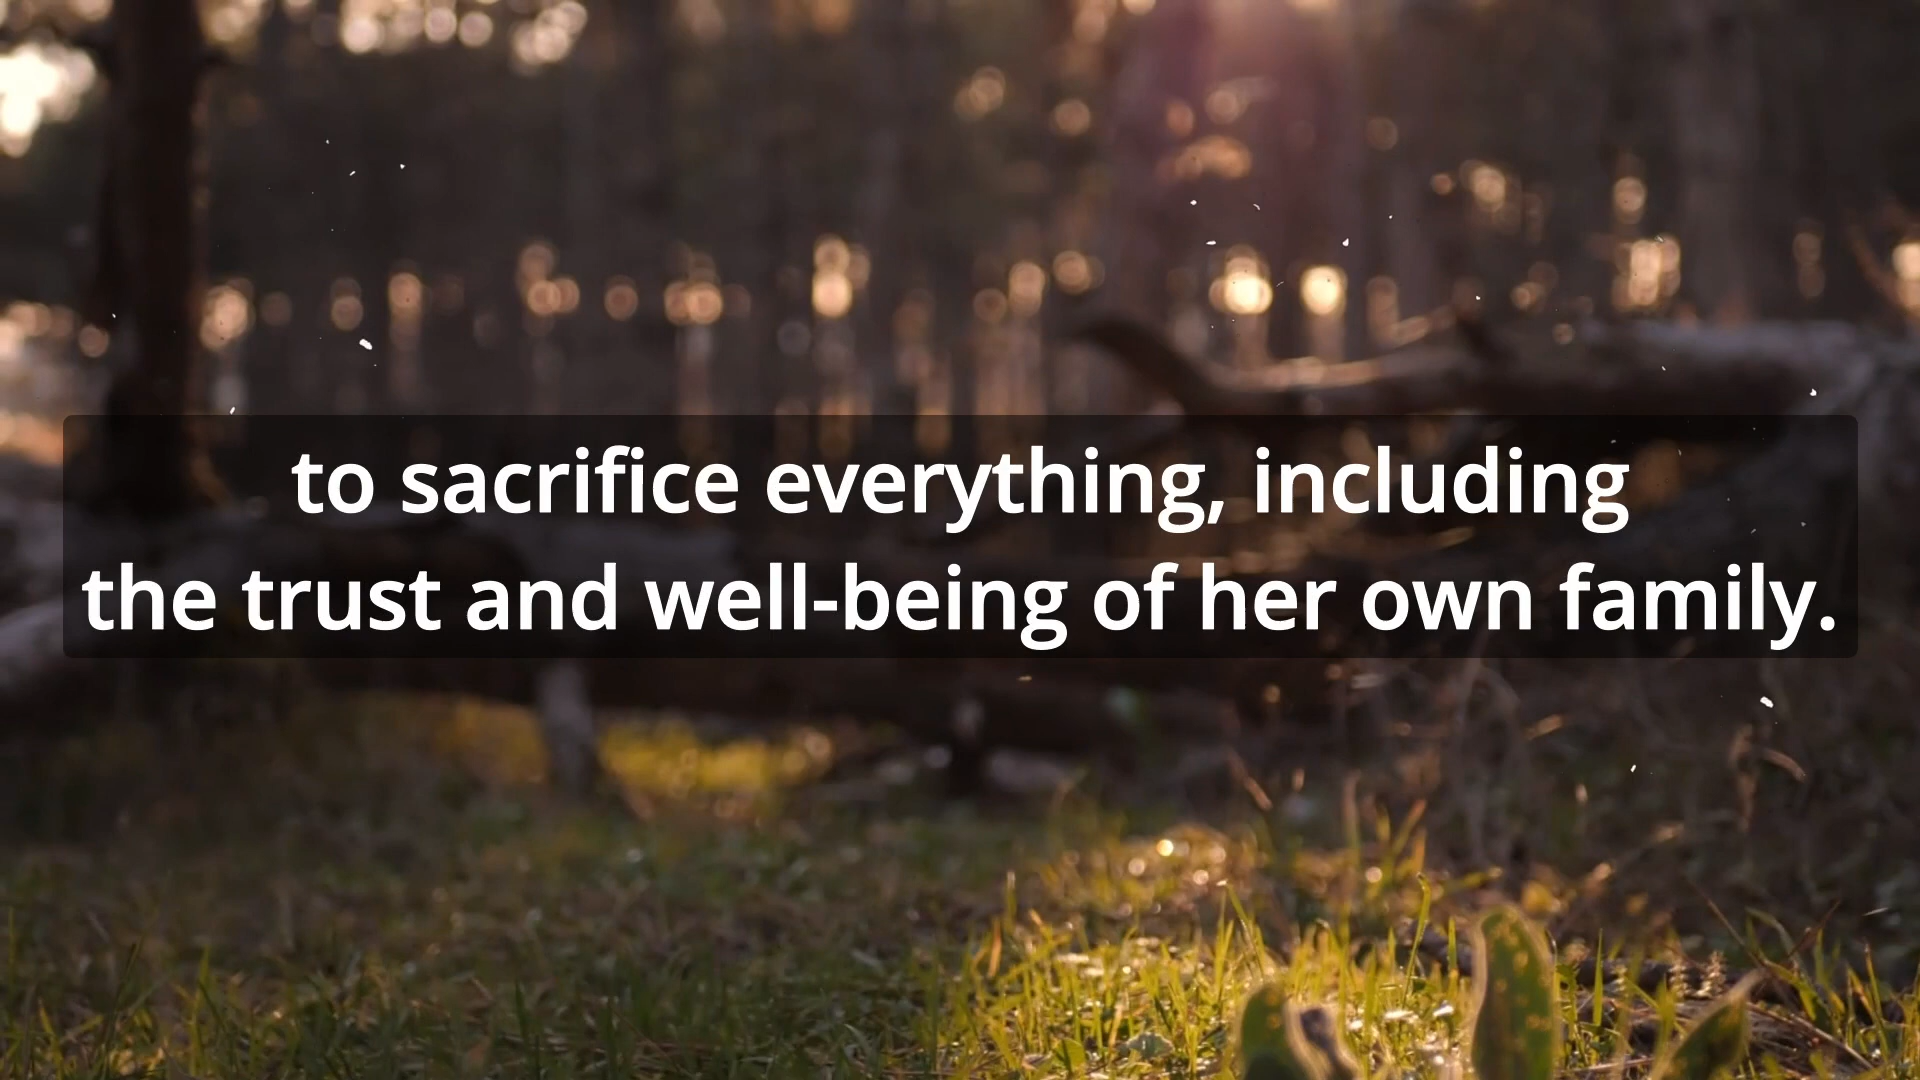 to sacrifice everything, including
the trust and well-being of her own family.